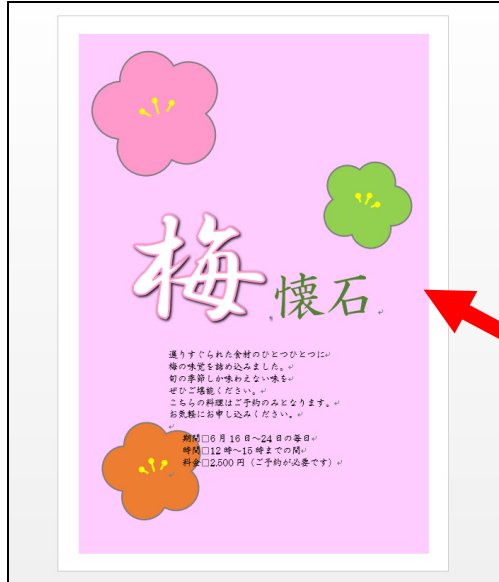 梅懐石
選りすぐられた食材のひとつひとつに
梅の味覚を詰め込みました。
旬の季節しか味わえない味を
ぜひご堪能ください。
こちらの料理はご予約のみとなります。
お気軽にお申し込みください。
期間□6月16日～24日の毎日
時間□12時～15時までの間
料金□2,500円（ご予約が必要です）